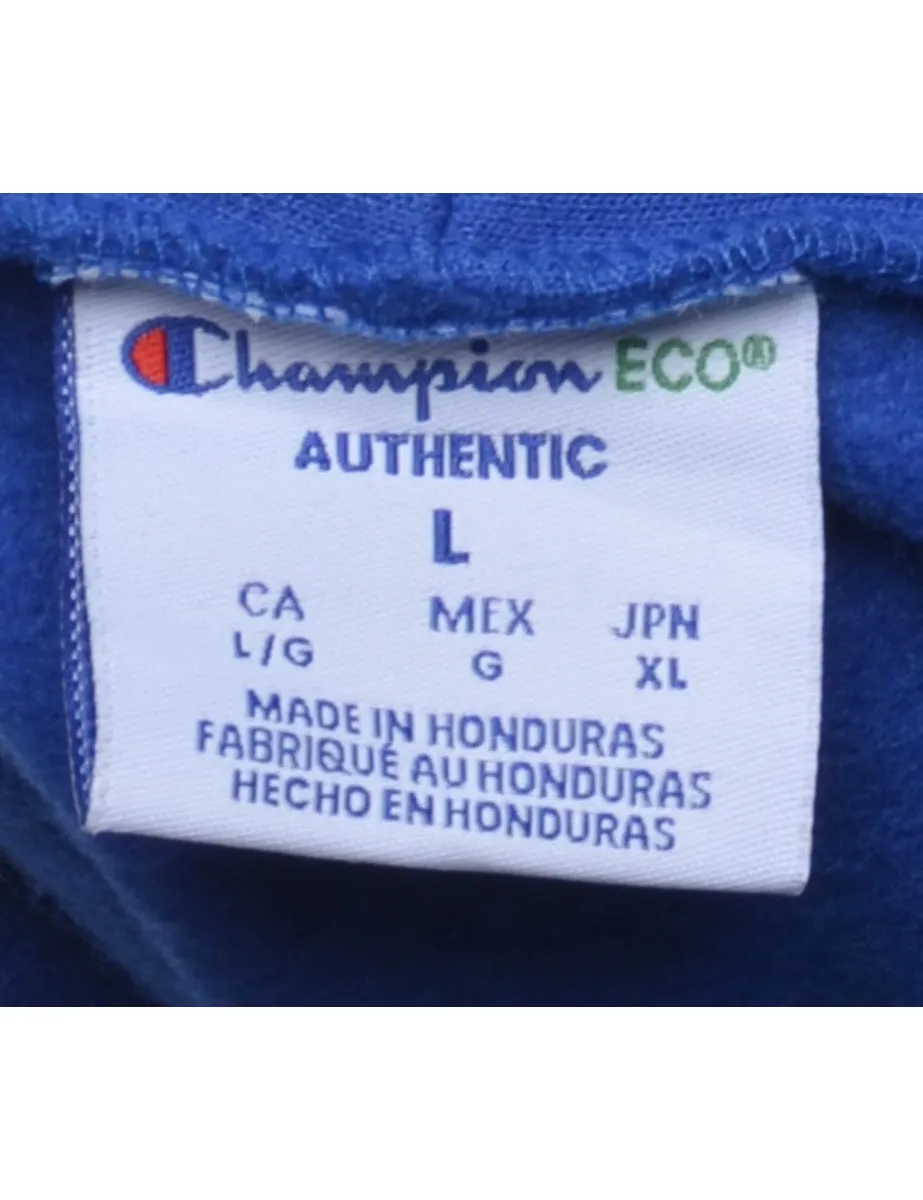 Champion ECO®
AUTHENTIC
L
CA MEX JPN
L/G G XL
MADE IN HONDURAS
FABRIQUÉ AU HONDURAS
HECHO EN HONDURAS